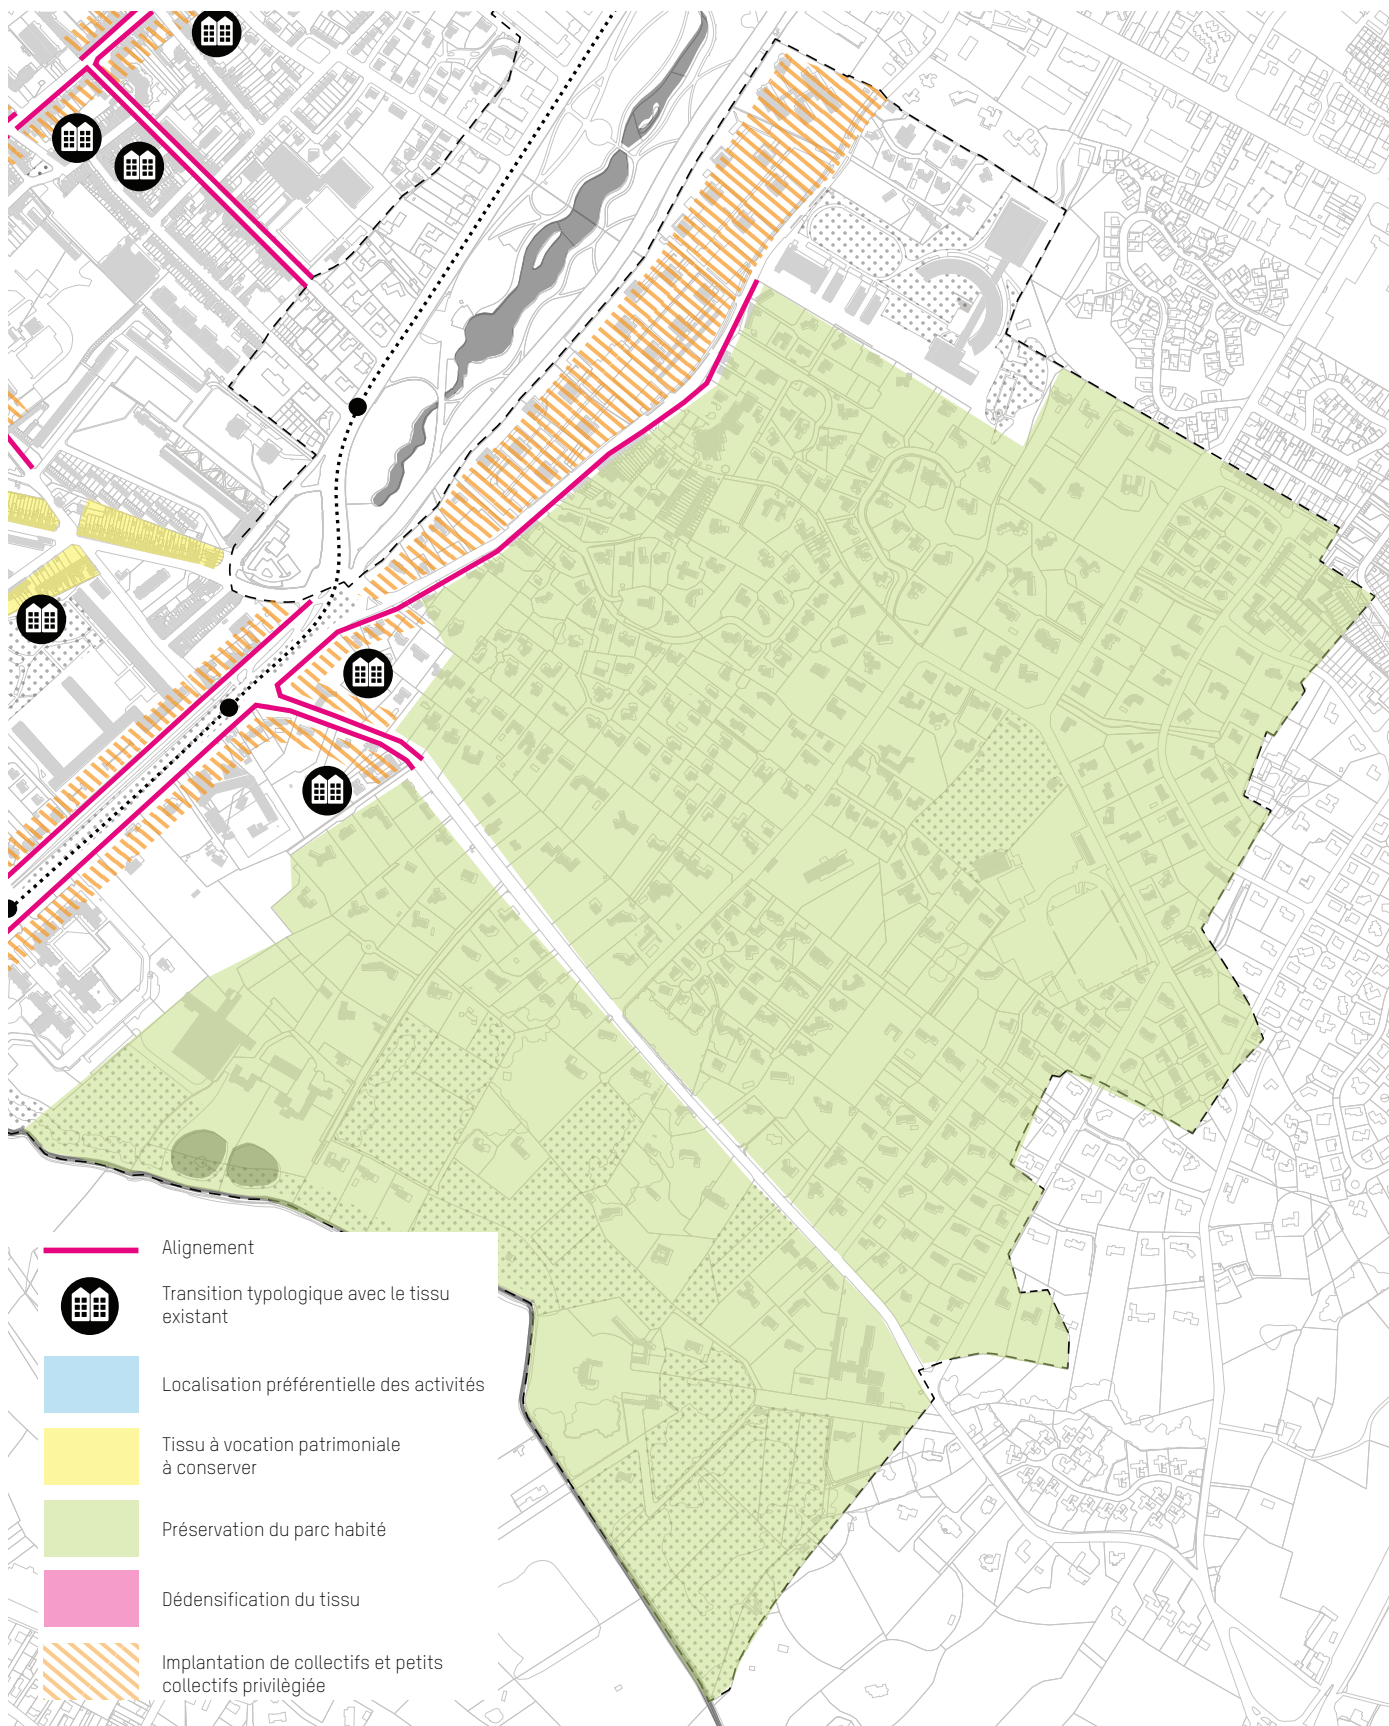 Alignement
Transition typologique avec le tissu
existant
Localisation préférentielle des activités
Tissu à vocation patrimoniale
à conserver
Préservation du parc habité
Dédensification du tissu
Implantation de collectifs et petits
collectifs privilègiée